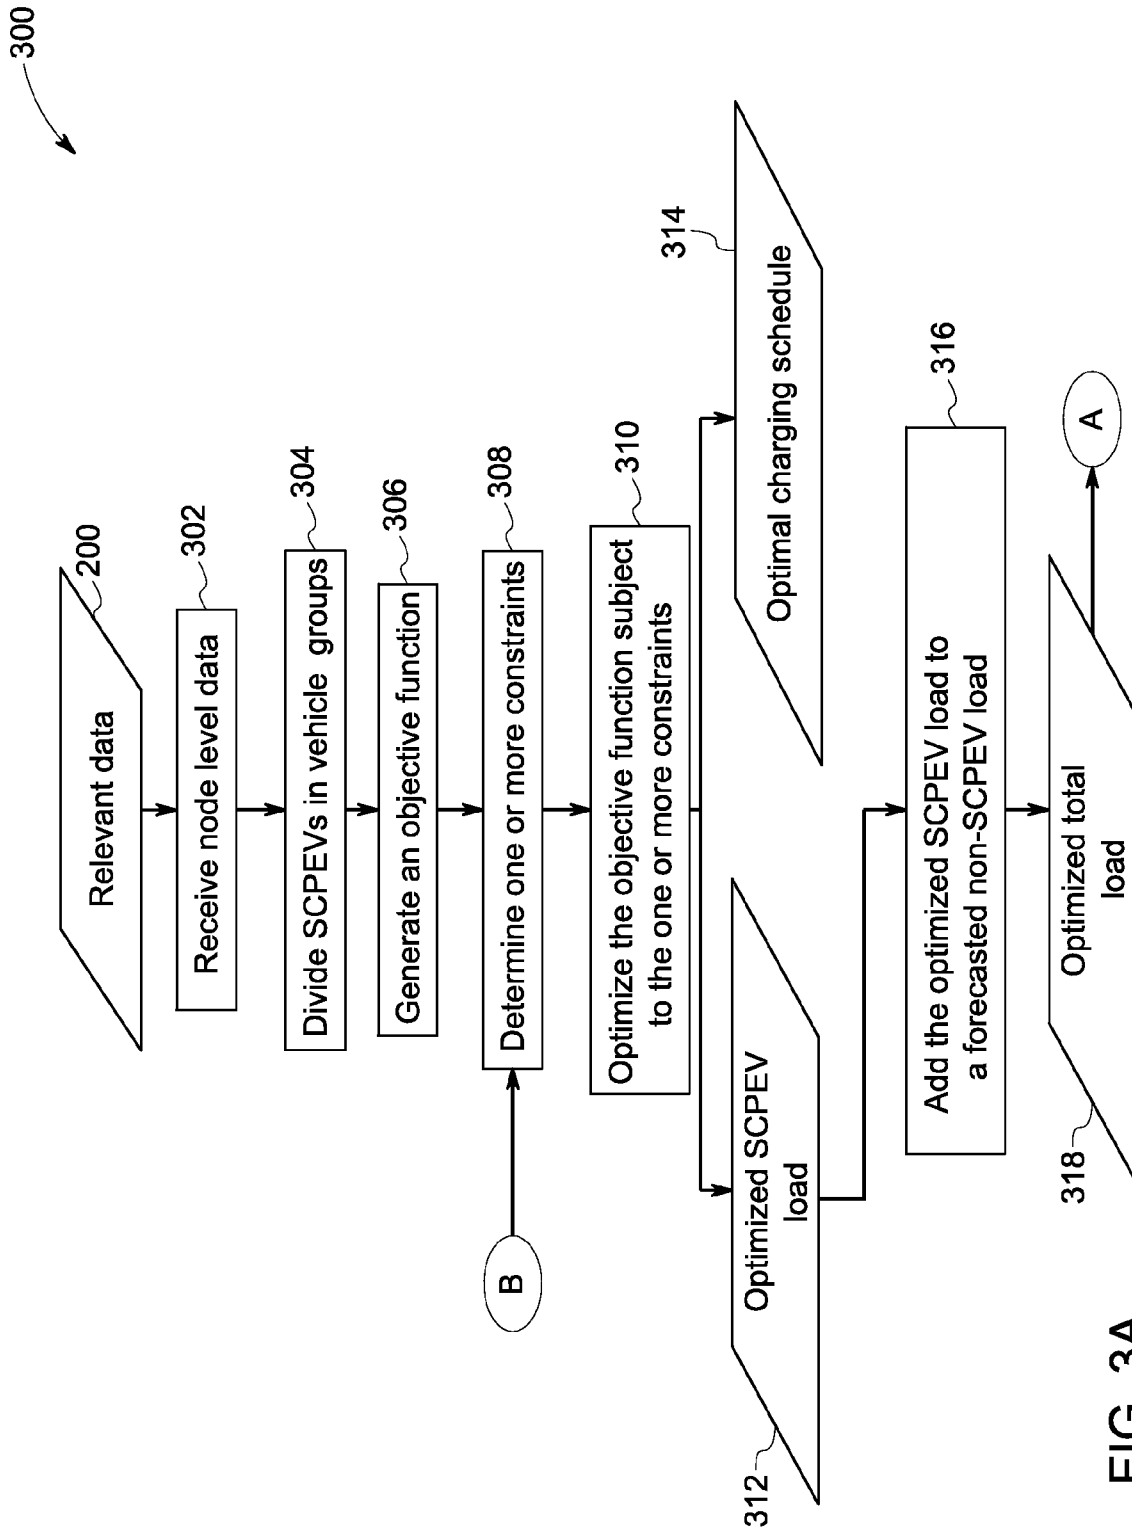 300
200
Relevant data
302
Receive node level data
304
Divide SCPEVs in vehicle groups
306
Generate an objective function
308
B
Determine one or more constraints
310
Optimize the objective function subject
to the one or more constraints
312
Optimized SCPEV
load
314
Optimal charging schedule
316
Add the optimized SCPEV load to
a forecasted non-SCPEV load
318
Optimized total
load
A
FIG. 3A